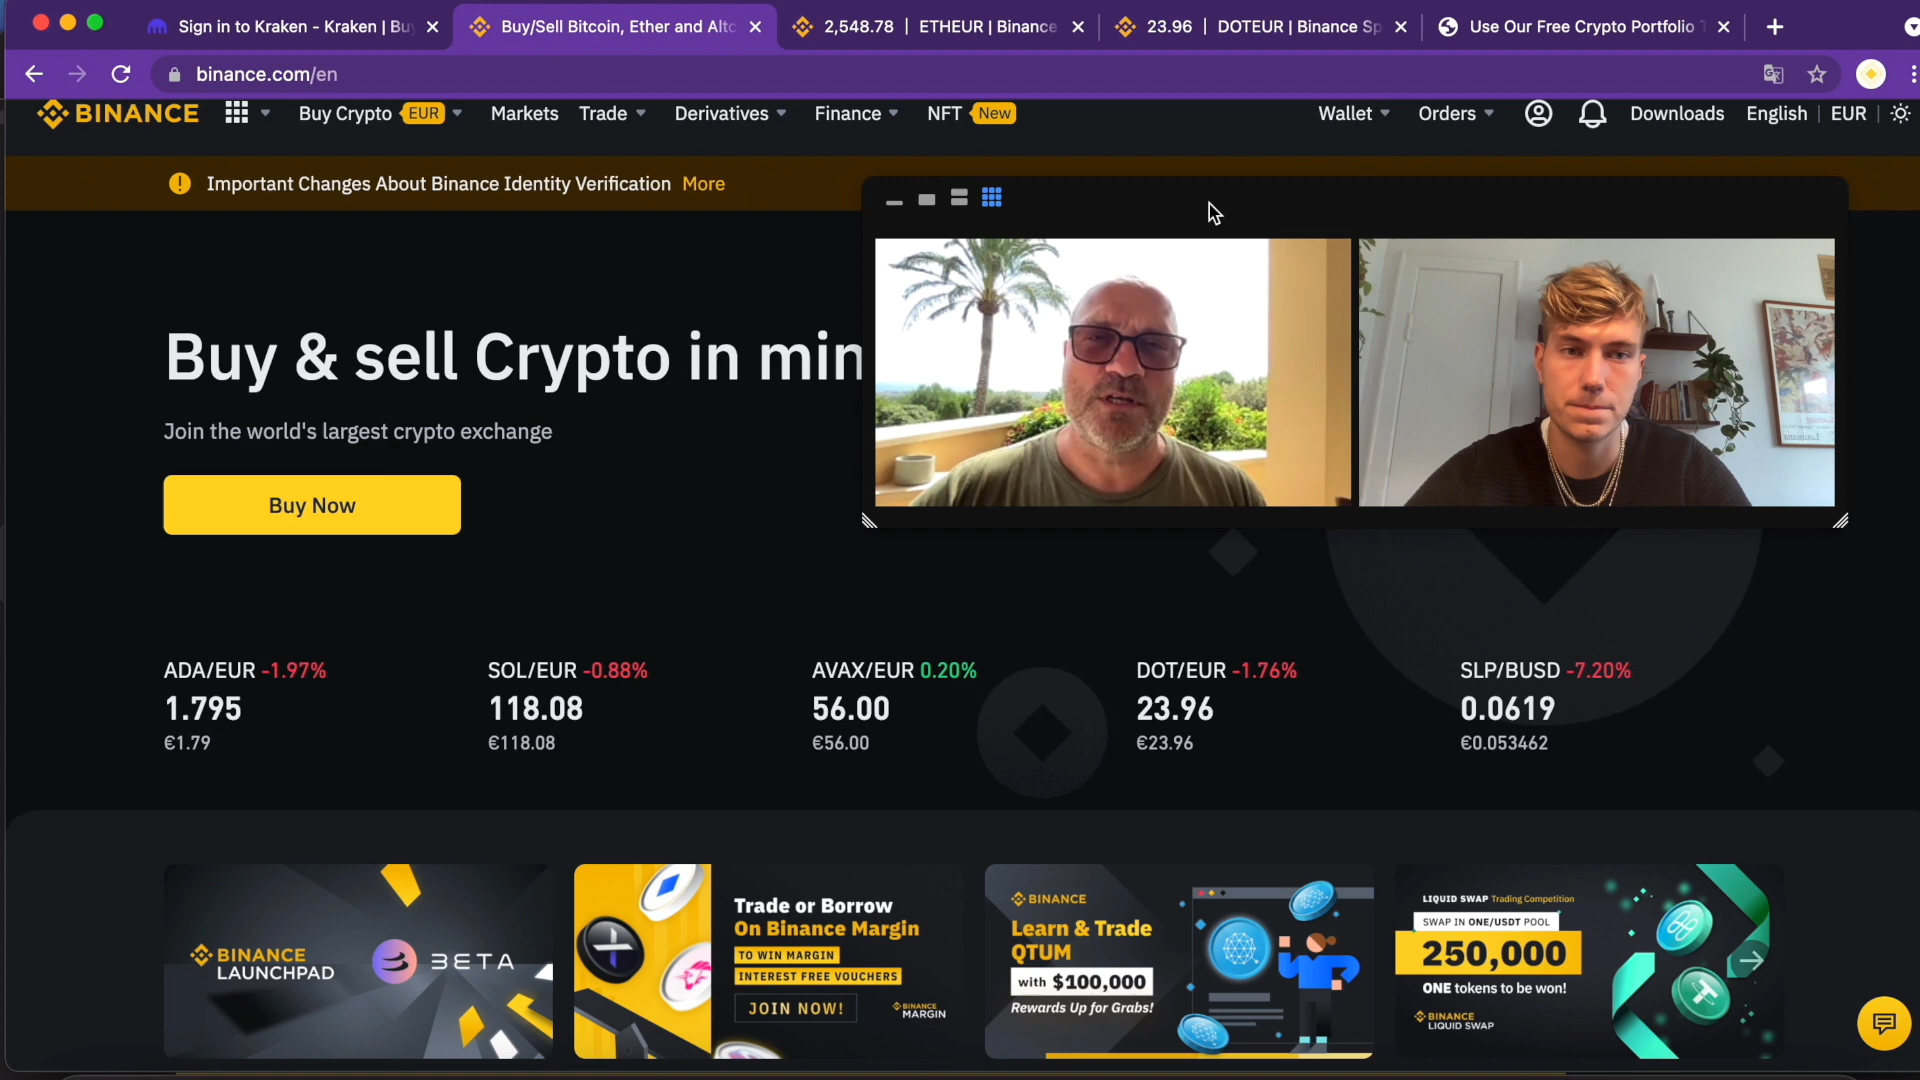 Sign in to Kraken - Kraken | Bu
Buy/Sell Bitcoin, Ether and Altc
2,548.78 | ETHEUR | Binance
23.96 | DOTEUR | Binance Sp
Use Our Free Crypto Portfolio T
binance.com/en
BINANCE
Buy Crypto EUR
Markets
Trade
Derivatives
Finance
NFT New
Wallet
Orders
Downloads
English
EUR
Important Changes About Binance Identity Verification More
Buy & sell Crypto in min
Join the world's largest crypto exchange
Buy Now
ADA/EUR -1.97%
1.795
€1.79
SOL/EUR -0.88%
118.08
€118.08
AVAX/EUR 0.20%
56.00
€56.00
DOT/EUR -1.76%
23.96
€23.96
SLP/BUSD -7.20%
0.0619
€0.053462
BINANCE
LAUNCHPAD
BETA
Trade or Borrow
On Binance Margin
TO WIN MARGIN
INTEREST FREE VOUCHERS
JOIN NOW!
BINANCE
MARGIN
BINANCE
Learn & Trade
QTUM
with $100,000
Rewards Up for Grabs!
LIQUID SWAP Trading Competition
SWAP IN ONE/USDT POOL
250,000
ONE tokens to be won!
BINANCE
LIQUID SWAP